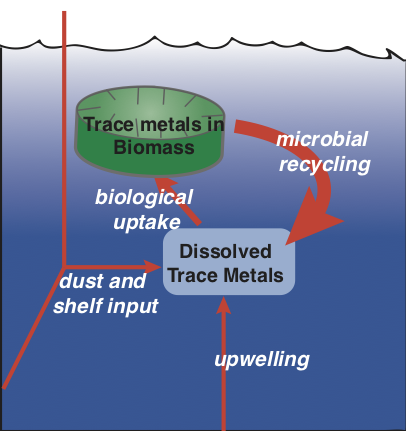 Trace metals in
Biomass
microbial
recycling
biological
uptake
Dissolved
Trace Metals
dust and
shelf input
upwelling